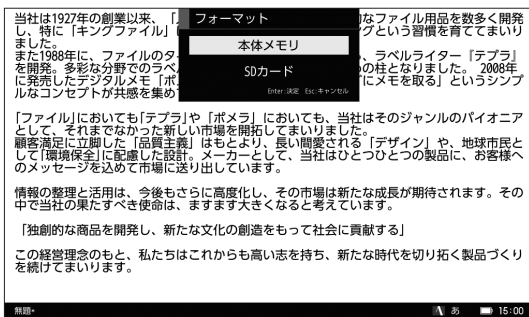 フォーマット
本体メモリ
SDカード
Enter:決定 Esc:キャンセル
当社は1927年の創業以来、「 的なファイル用品を数多く開発
し、特に「キングファイル」 グという習慣を育ててまいり
ました。
また1988年に、ファイルのタ 、ラベルライター「テプラ」
を開発。多彩な分野でのラベ の柱となりました。 2008年
に発売したデジタルメモ「ポ にメモを取る」というシンプ
ルなコンセプトが共感を集め
「ファイル」においても「テプラ」や「ポメラ」においても、当社はそのジャンルのパイオニア
として、それまでなかった新しい市場を開拓してまいりました。
顧客満足に立脚した「品質主義」はもとより、長い間愛される「デザイン」や、地球市民と
して「環境保全」に配慮した設計。メーカーとして、当社はひとつひとつの製品に、お客様へ
のメッセージを込めて市場に送り出しています。
情報の整理と活用は、今後もさらに高度化し、その市場は新たな成長が期待されます。その
中で当社の果たすべき使命は、ますます大きくなると考えています。
「独創的な商品を開発し、新たな文化の創造をもって社会に貢献する」
この経営理念のもと、私たちはこれからも高い志を持ち、新たな時代を切り拓く製品づくり
を続けてまいります。
無題* A あ 15:00